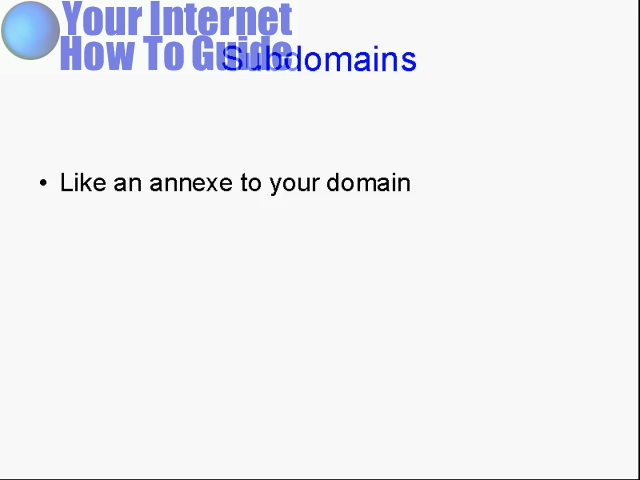 Your Internet
How To Guide
Subdomains
• Like an annexe to your domain